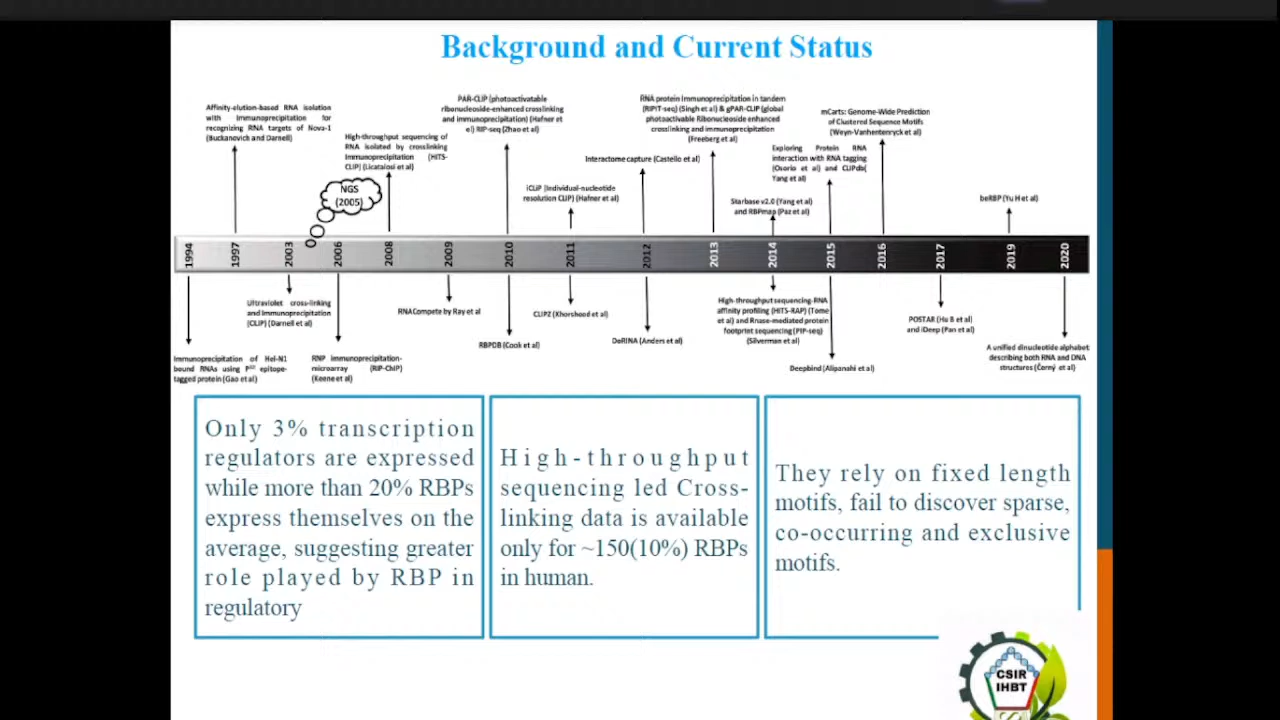 Background and Current Status
Affinity-elution-based RNA isolation
with Immunoprecipitation for
recognizing RNA targets of Nova-1
(Buckanovich and Darnell)
High-throughput sequencing of
RNA isolated by crosslinking
Immunoprecipitation (HITS-
CLIP) (Licatalosi et al)
NGS
(2005)
PAR-CLIP (photoactivatable
ribonucleoside-enhanced crosslinking
and immunoprecipitation) (Hafner et
al) RIP-seq (Zhao et al)
iCLIP (Individual-nucleotide
resolution CLIP) (Hafner et al)
Interactome capture (Castello et al)
RNA protein Immunoprecipitation in tandem
(RIPiT-seq) (Singh et al) & gPAR-CLIP (global
photoactivable Ribonucleoside enhanced
crosslinking and immunoprecipitation
(Freeberg et al)
Starbase v2.0 (Yang et al)
and RBPmap (Paz et al)
Exploring Protein RNA
interaction with RNA tagging
(Osorio et al) and CLIPdb(
Yang et al)
mCarts: Genome-Wide Prediction
of Clustered Sequence Motifs
(Weyn-Vanhentenryck et al)
beRBP (Yu H et al)
1994
1997
2003
2006
2008
2009
2010
2011
2012
2013
2014
2015
2016
2017
2019
2020
Immunoprecipitation of Hel-N1
bound RNAs using
epitope-
tagged protein (Gao et al)
Ultraviolet cross-linking
and Immunoprecipitation
(CLIP) (Darnell et al)
RNP immunoprecipitation-
microarray (RIP-ChIP)
(Keene et al)
RNACompete by Ray et al
RBPDB (Cook et al)
CLIPZ (Khorshood et al)
DoRINA (Anders et al)
High-throughput sequencing-RNA
affinity profiling (HITS-RAP) (Tome
et al) and Rnase-mediated protein
footprint sequencing (PIP-seq)
(Silverman et al)
Deepbind (Alipanahi et al)
POSTAR (Hu B et al)
and iDeep (Pan et al)
A unified dinucleotide alphabet
describing both RNA and DNA
structures (Černý et al)
Only 3% transcription
regulators are expressed
while more than 20% RBPs
express themselves on the
average, suggesting greater
role played by RBP in
regulatory
High-throughput
sequencing led Cross-
linking data is available
only for ~150(10%) RBPs
in human.
They rely on fixed length
motifs, fail to discover sparse,
co-occurring and exclusive
motifs.
CSIR
IHBT